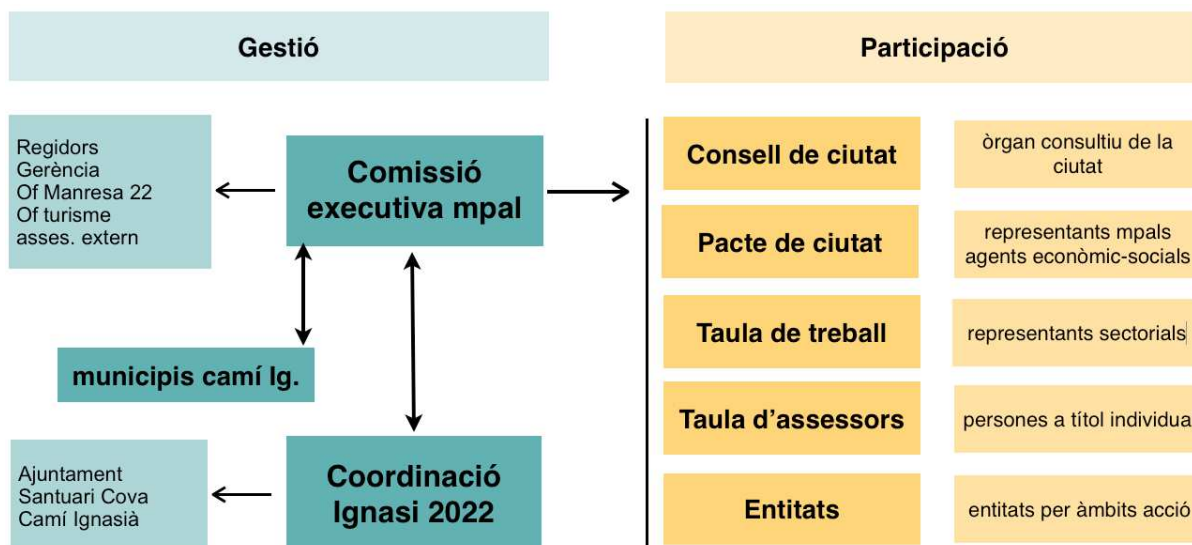 Gestió
Regidors
Gerència
Of Manresa 22
Of turisme
asses. extern
Comissió
executiva mpal
municipis camí Ig.
Ajuntament
Santuari Cova
Camí Ignasià
Coordinació
Ignasi 2022
Participació
Consell de ciutat
òrgan consultiu de la
ciutat
Pacte de ciutat
representants mpals
agents econòmic-socials
Taula de treball
representants sectorials
Taula d’assessors
persones a títol individua
Entitats
entitats per àmbits acció